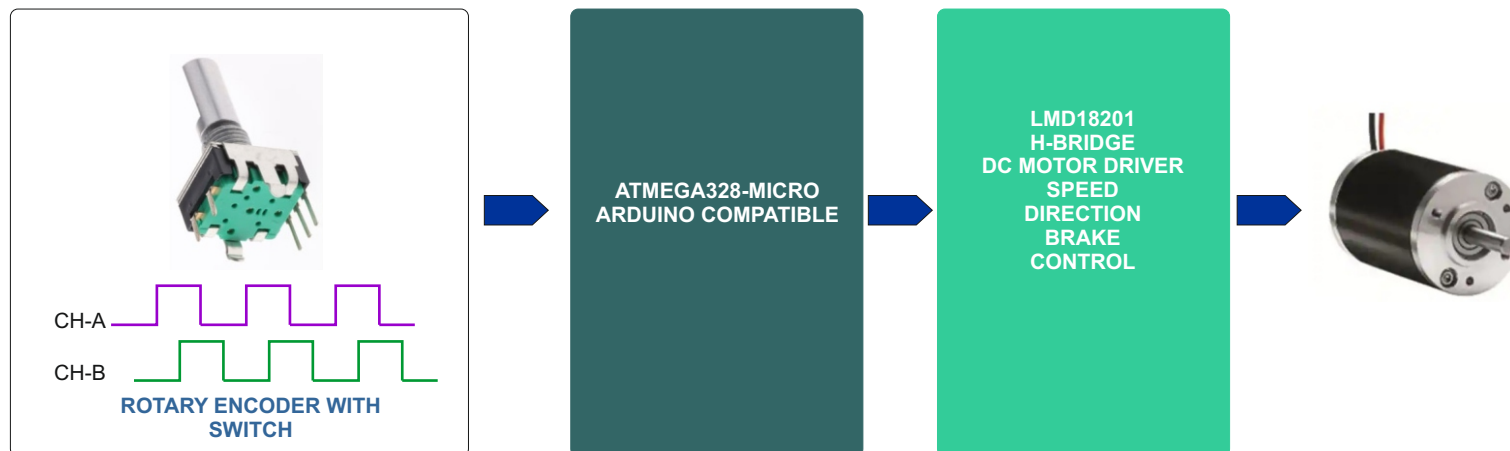 CH-A
CH-B
ROTARY ENCODER WITH
SWITCH
ATMEGA328-MICRO
ARDUINO COMPATIBLE
LMD18201
H-BRIDGE
DC MOTOR DRIVER
SPEED
DIRECTION
BRAKE
CONTROL